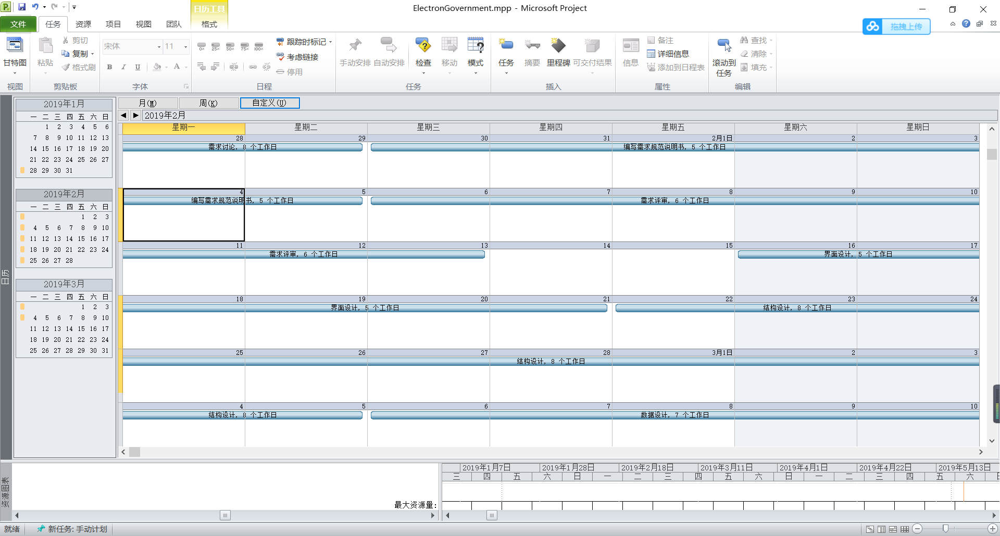 ElectronGovernment.mpp - Microsoft Project
日历工具
文件 任务 资源 项目 视图 团队 格式
拖拽上传
甘特图
视图
粘贴
剪切
复制
格式刷
剪贴板
宋体 11
B I U A
字体
0% 25% 50% 75% 100%
跟踪时标记
考虑链接
停用
日程
手动安排 自动安排 检查 移动 模式
任务
任务 摘要 里程碑 可交付结果
插入
信息
备注
详细信息
添加到日程表
属性
滚动到
任务
查找
清除
填充
编辑
日历
2019年1月
一 二 三 四 五 六 日
1 2 3 4 5 6
7 8 9 10 11 12 13
14 15 16 17 18 19 20
21 22 23 24 25 26 27
28 29 30 31
2019年2月
一 二 三 四 五 六 日
1 2 3
4 5 6 7 8 9 10
11 12 13 14 15 16 17
18 19 20 21 22 23 24
25 26 27 28
2019年3月
一 二 三 四 五 六 日
1 2 3
4 5 6 7 8 9 10
11 12 13 14 15 16 17
18 19 20 21 22 23 24
25 26 27 28 29 30 31
月(M) 周(K) 自定义(U)
2019年2月
星期一 星期二 星期三 星期四 星期五 星期六 星期日
28 29 30 31 2月1日 2 3
需求讨论, 8 个工作日 编写需求规范说明书, 5 个工作日
4 5 6 7 8 9 10
编写需求规范说明书, 5 个工作日 需求评审, 6 个工作日
11 12 13 14 15 16 17
需求评审, 6 个工作日 界面设计, 5 个工作日
18 19 20 21 22 23 24
界面设计, 5 个工作日 结构设计, 8 个工作日
25 26 27 28 3月1日 2 3
结构设计, 8 个工作日
4 5 6 7 8 9 10
结构设计, 8 个工作日 数据设计, 7 个工作日
资源图表
最大资源量:
2019年1月7日 2019年1月28日 2019年2月18日 2019年3月11日 2019年4月1日 2019年4月22日 2019年5月13日
三 四 五 六 日 一 二 三 四 五 六 日 一 二 三 四 五 六 日
就绪 新任务: 手动计划